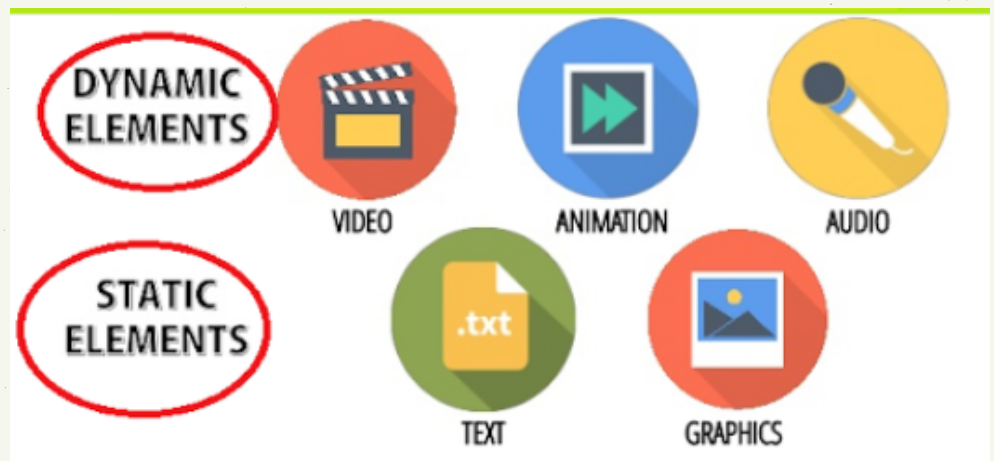 DYNAMIC
ELEMENTS
VIDEO
ANIMATION
AUDIO
STATIC
ELEMENTS
.txt
TEXT
GRAPHICS